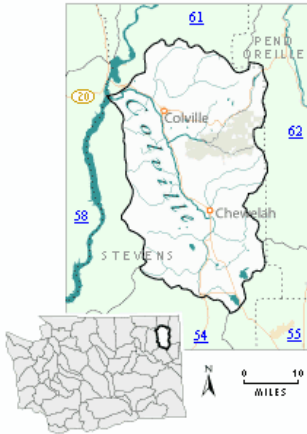 61
PEND
OREILLE
20
Colville
62
Colville
Chewelah
58
STEVENS
54
55
N
0 10
MILES